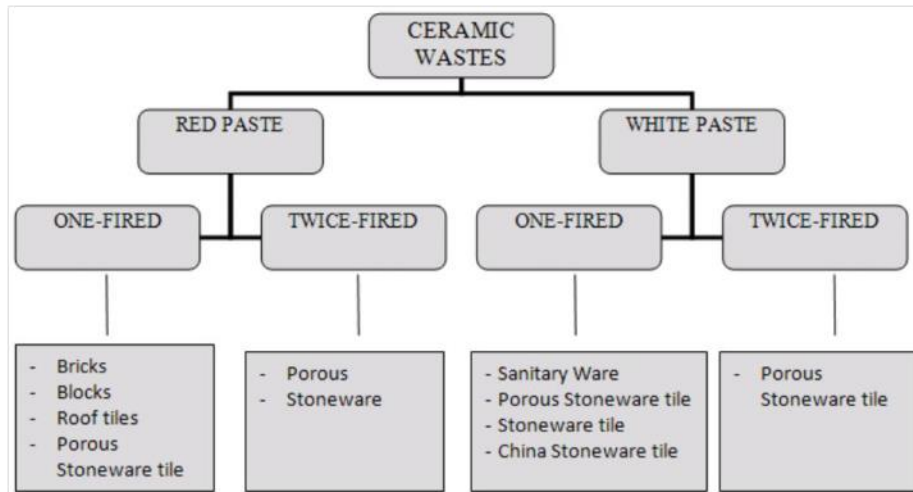 CERAMIC
WASTES
RED PASTE
WHITE PASTE
ONE-FIRED
TWICE-FIRED
ONE-FIRED
TWICE-FIRED
- Bricks
- Blocks
- Roof tiles
- Porous
Stoneware tile
- Porous
- Stoneware
- Sanitary Ware
- Porous Stoneware tile
- Stoneware tile
- China Stoneware tile
- Porous
Stoneware tile